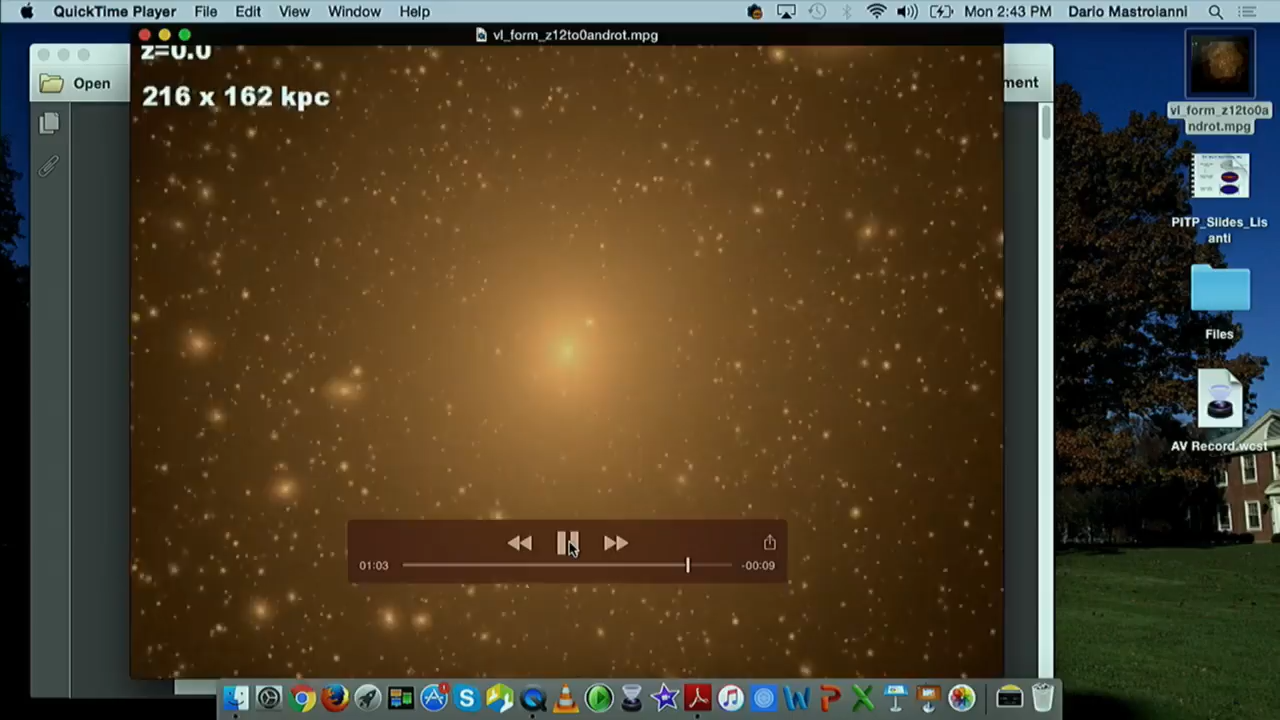 QuickTime Player File Edit View Window Help Mon 2:43 PM Dario Mastroianni
vl_form_z12to0androt.mpg
Open
ment
z=0.0
216 x 162 kpc
vl_form_z12to0a
ndrot.mpg
PITP_Slides_Lis
anti
Files
AV Record.wcst
01:03
-00:09